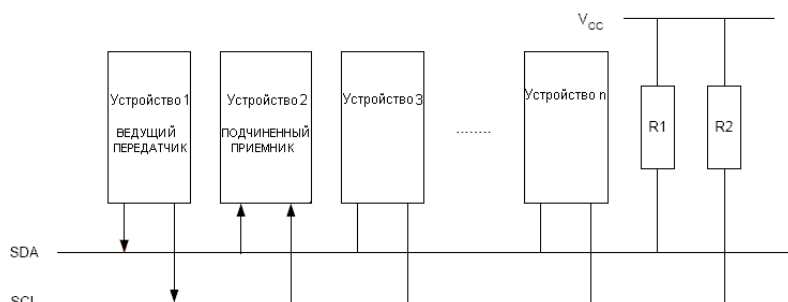 Vcc
Устройство 1
ВЕДУЩИЙ
ПЕРЕДАТЧИК
Устройство 2
ПОДЧИНЕННЫЙ
ПРИЕМНИК
Устройство 3
........
Устройство n
R1
R2
SDA
SCL